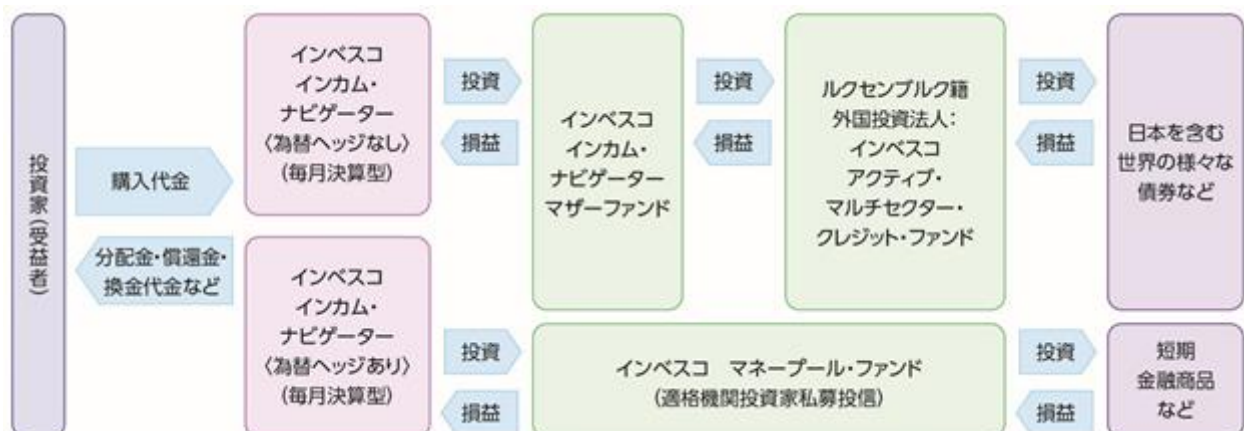 投資家(受益者)
購入代金
分配金・償還金・
換金代金など
インベスコ
インカム・
ナビゲーター
〈為替ヘッジなし〉
(毎月決算型)
インベスコ
インカム・
ナビゲーター
〈為替ヘッジあり〉
(毎月決算型)
投資
損益
投資
損益
インベスコ
インカム・
ナビゲーター
マザーファンド
投資
損益
ルクセンブルク籍
外国投資法人:
インベスコ
アクティブ・
マルチセクター・
クレジット・ファンド
投資
損益
日本を含む
世界の様々な
債券など
インベスコ　マネープール・ファンド
(適格機関投資家私募投信)
投資
損益
短期
金融商品
など